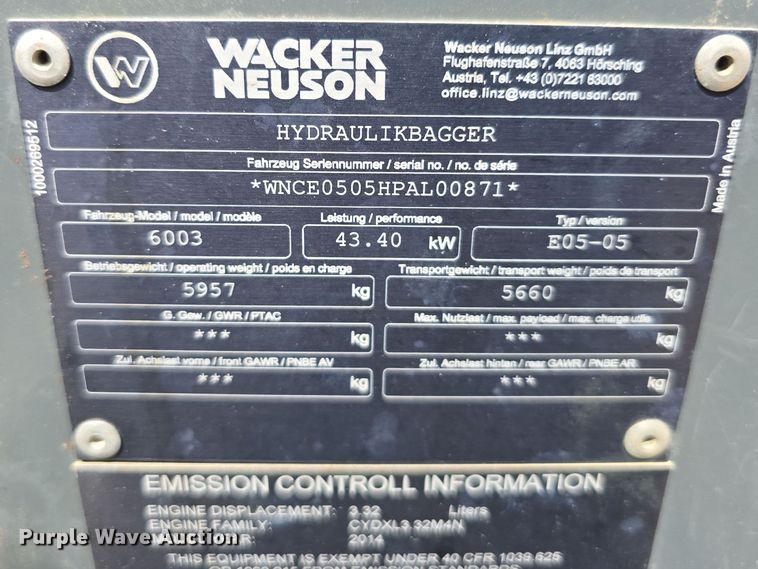 W
WACKER
NEUSON
Wacker Neuson Linz GmbH
Flughafenstraße 7, 4063 Hörsching
Austria, Tel. +43 (0)7221 63000
office.linz@wackerneuson.com
1000269512
Made in Austria
HYDRAULIKBAGGER
Fahrzeug Seriennummer / serial no. / no. de série
*WNCE0505HPAL00871*
Fahrzeug-Model / model / modèle
Leistung / performance
Typ / version
6003
43.40 kW
E05-05
Betriebsgewicht / operating weight / poids en charge
Transportgewicht / transport weight / poids de transport
5957 kg
5660 kg
G. Gew. / GWR / PTAC
Max. Nutzlast / max. payload / max. charge utile
*** kg
*** kg
Zul. Achslast vorne / front GAWR / PNBE AV
Zul. Achslast hinten / rear GAWR / PNBE AR
*** kg
*** kg
EMISSION CONTROLL INFORMATION
ENGINE DISPLACEMENT: 3.32 Liters
ENGINE FAMILY: CYDXL3.32M4N
2014
THIS EQUIPMENT IS EXEMPT UNDER 40 CFR 1039.625
FROM EMISSION STANDARDS
Purple Wave Auction